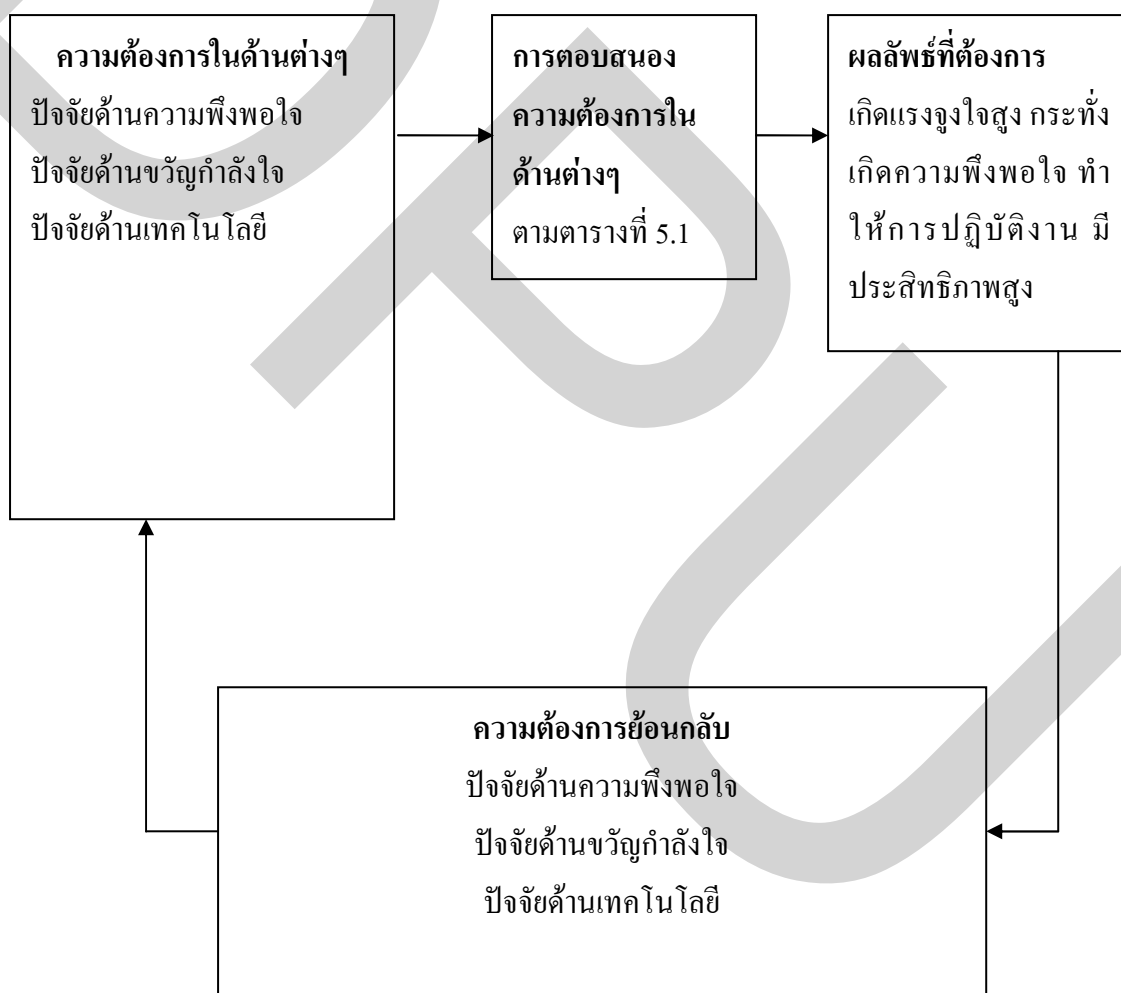 ความต้องการในด้านต่างๆ
ปัจจัยด้านความพึงพอใจ
ปัจจัยด้านขวัญกำลังใจ
ปัจจัยด้านเทคโนโลยี
การตอบสนอง
ความต้องการใน
ด้านต่างๆ
ตามตารางที่ 5.1
ผลลัพธ์ที่ต้องการ
เกิดแรงจูงใจสูง กระทั่ง
เกิดความพึงพอใจ ทำ
ให้การปฏิบัติงาน มี
ประสิทธิภาพสูง
ความต้องการย้อนกลับ
ปัจจัยด้านความพึงพอใจ
ปัจจัยด้านขวัญกำลังใจ
ปัจจัยด้านเทคโนโลยี